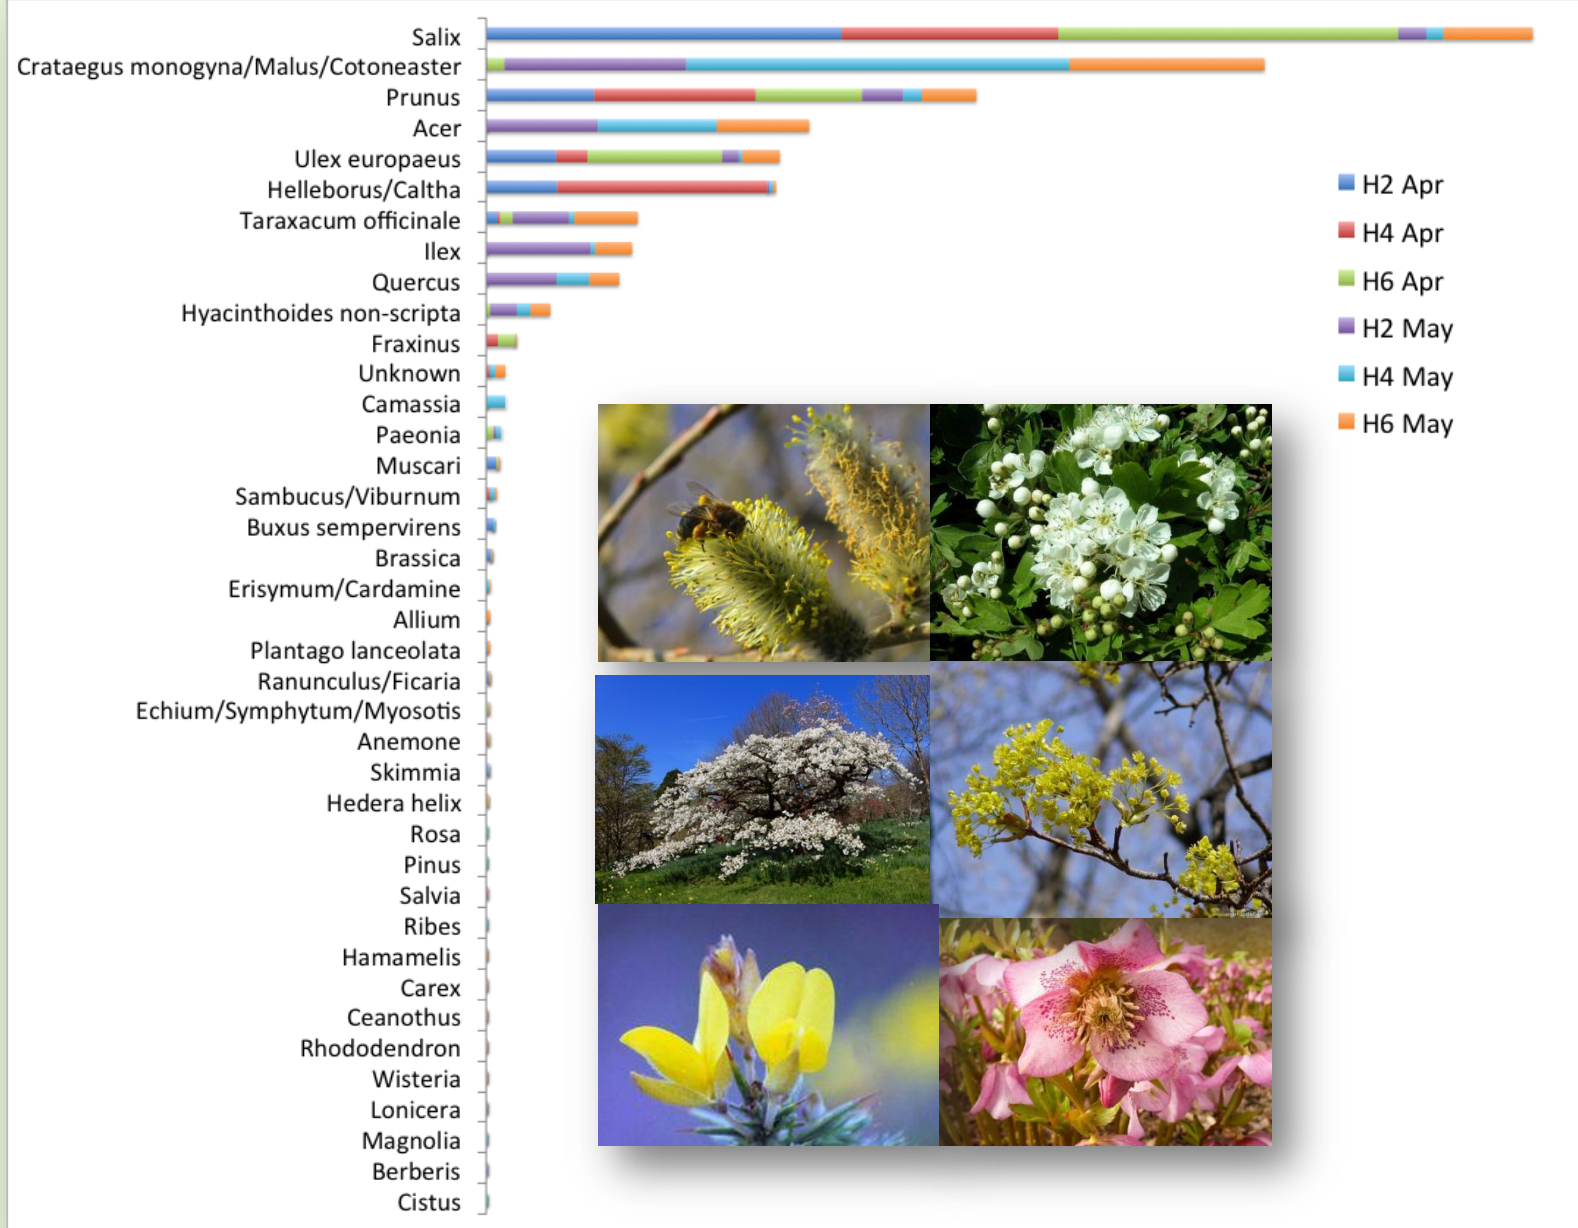 Salix
Crataegus monogyna/Malus/Cotoneaster
Prunus
Acer
Ulex europaeus
Helleborus/Caltha
Taraxacum officinale
Ilex
Quercus
Hyacinthoides non-scripta
Fraxinus
Unknown
Camassia
Paeonia
Muscari
Sambucus/Viburnum
Buxus sempervirens
Brassica
Erisymum/Cardamine
Allium
Plantago lanceolata
Ranunculus/Ficaria
Echium/Symphytum/Myosotis
Anemone
Skimmia
Hedera helix
Rosa
Pinus
Salvia
Ribes
Hamamelis
Carex
Ceanothus
Rhododendron
Wisteria
Lonicera
Magnolia
Berberis
Cistus
H2 Apr
H4 Apr
H6 Apr
H2 May
H4 May
H6 May